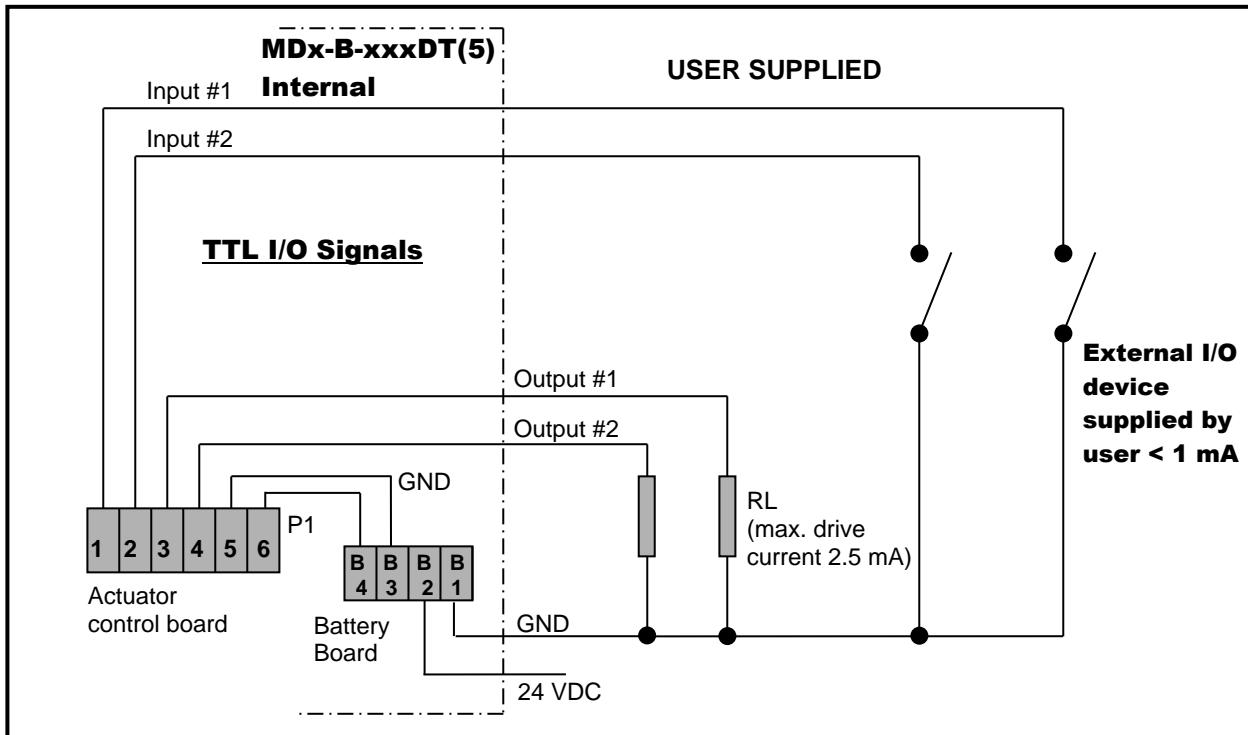 MDx-B-xxxDT(5)
Internal
USER SUPPLIED
Input #1
Input #2
TTL I/O Signals
External I/O
device
supplied by
user < 1 mA
Output #1
Output #2
GND
RL
(max. drive
current 2.5 mA)
P1
1 2 3 4 5 6
B B B B
4 3 2 1
Actuator
control board
Battery
Board
GND
24 VDC